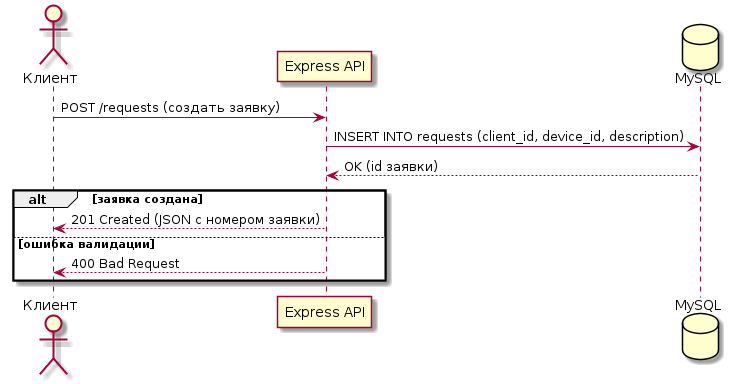 Клиент
Express API
MySQL
POST /requests (создать заявку)
INSERT INTO requests (client_id, device_id, description)
OK (id заявки)
alt [заявка создана]
201 Created (JSON с номером заявки)
[ошибка валидации]
400 Bad Request
Клиент
Express API
MySQL